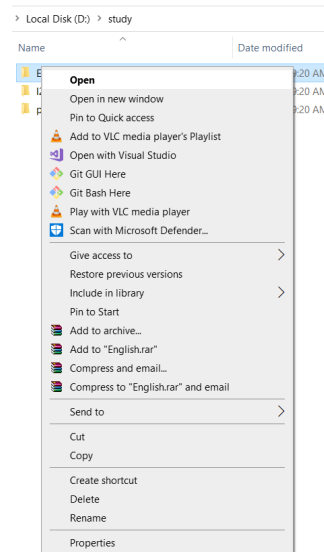 > Local Disk (D:) > study
Name
Date modified
E
9:20 AM
Open
Open in new window
Pin to Quick access
Add to VLC media player's Playlist
Open with Visual Studio
Git GUI Here
Git Bash Here
Play with VLC media player
Scan with Microsoft Defender...
Give access to
Restore previous versions
Include in library
Pin to Start
Add to archive...
Add to "English.rar"
Compress and email...
Compress to "English.rar" and email
Send to
Cut
Copy
Create shortcut
Delete
Rename
Properties